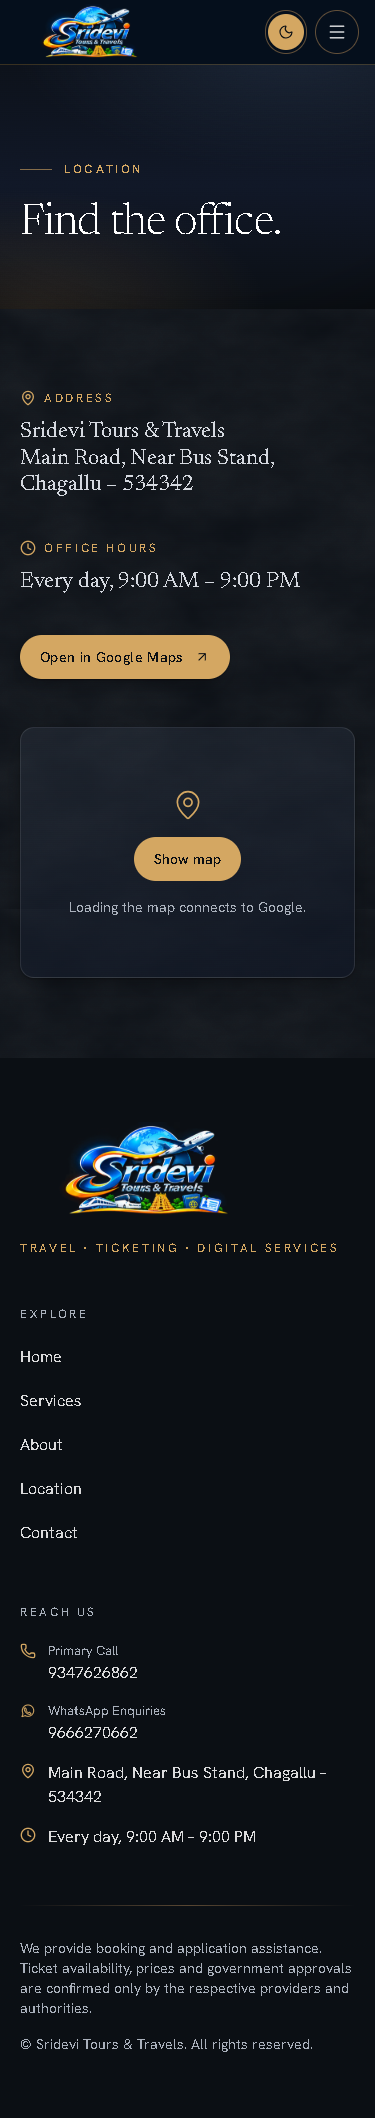 Sridevi
Tours & Travels
LOCATION
Find the office.
ADDRESS
Sridevi Tours & Travels
Main Road, Near Bus Stand,
Chagallu – 534342
OFFICE HOURS
Every day, 9:00 AM – 9:00 PM
Open in Google Maps
Show map
Loading the map connects to Google.
Sridevi
Tours & Travels
TRAVEL • TICKETING • DIGITAL SERVICES
EXPLORE
Home
Services
About
Location
Contact
REACH US
Primary Call
9347626862
WhatsApp Enquiries
9666270662
Main Road, Near Bus Stand, Chagallu –
534342
Every day, 9:00 AM – 9:00 PM
We provide booking and application assistance.
Ticket availability, prices and government approvals
are confirmed only by the respective providers and
authorities.
© Sridevi Tours & Travels. All rights reserved.